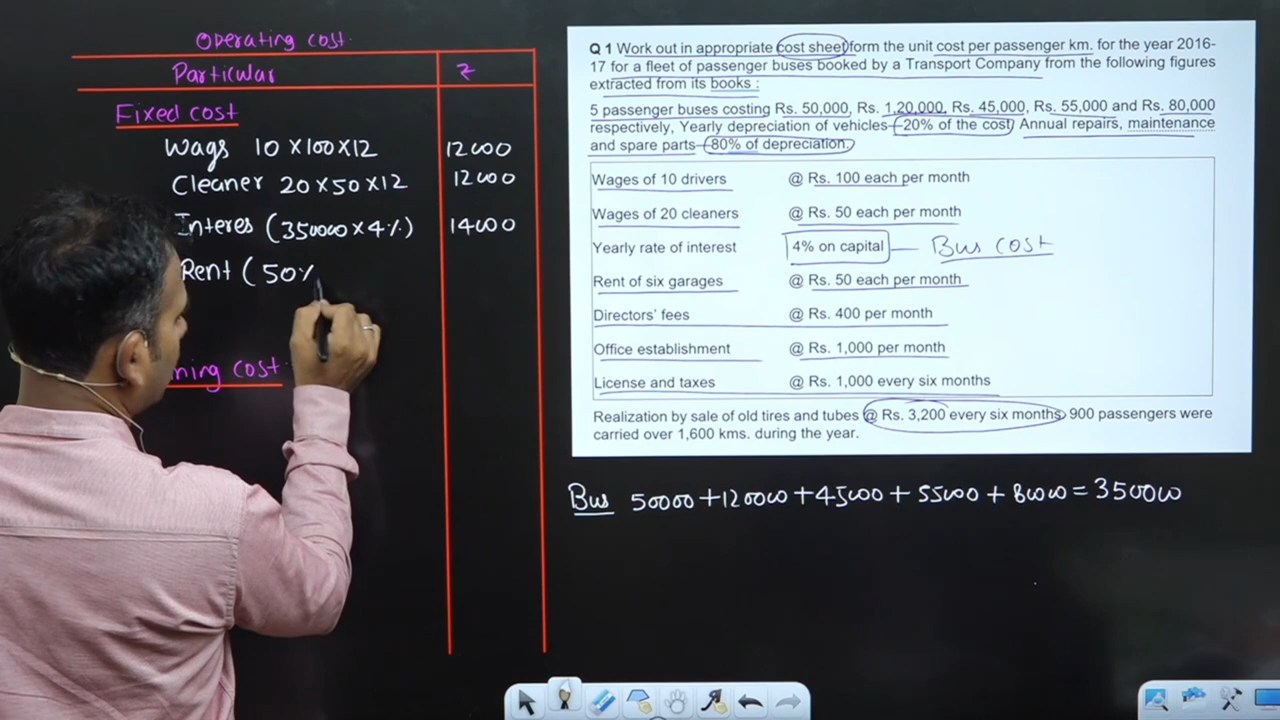 Operating cost.
Particular ₹
Fixed cost
Wags 10×100×12 12000
Cleaner 20×50×12 12000
Interes (350000×4%) 14000
Rent (50×
ning cost.
Q 1 Work out in appropriate cost sheet form the unit cost per passenger km. for the year 2016-
17 for a fleet of passenger buses booked by a Transport Company from the following figures
extracted from its books :
5 passenger buses costing Rs. 50,000, Rs. 1,20,000, Rs. 45,000, Rs. 55,000 and Rs. 80,000
respectively, Yearly depreciation of vehicles- 20% of the cost, Annual repairs, maintenance
and spare parts- 80% of depreciation.
Wages of 10 drivers @ Rs. 100 each per month
Wages of 20 cleaners @ Rs. 50 each per month
Yearly rate of interest 4% on capital — Bus cost
Rent of six garages @ Rs. 50 each per month
Directors' fees @ Rs. 400 per month
Office establishment @ Rs. 1,000 per month
License and taxes @ Rs. 1,000 every six months
Realization by sale of old tires and tubes @ Rs. 3,200 every six months, 900 passengers were
carried over 1,600 kms. during the year.
Bus 50000+120000+45000+55000+80000=350000